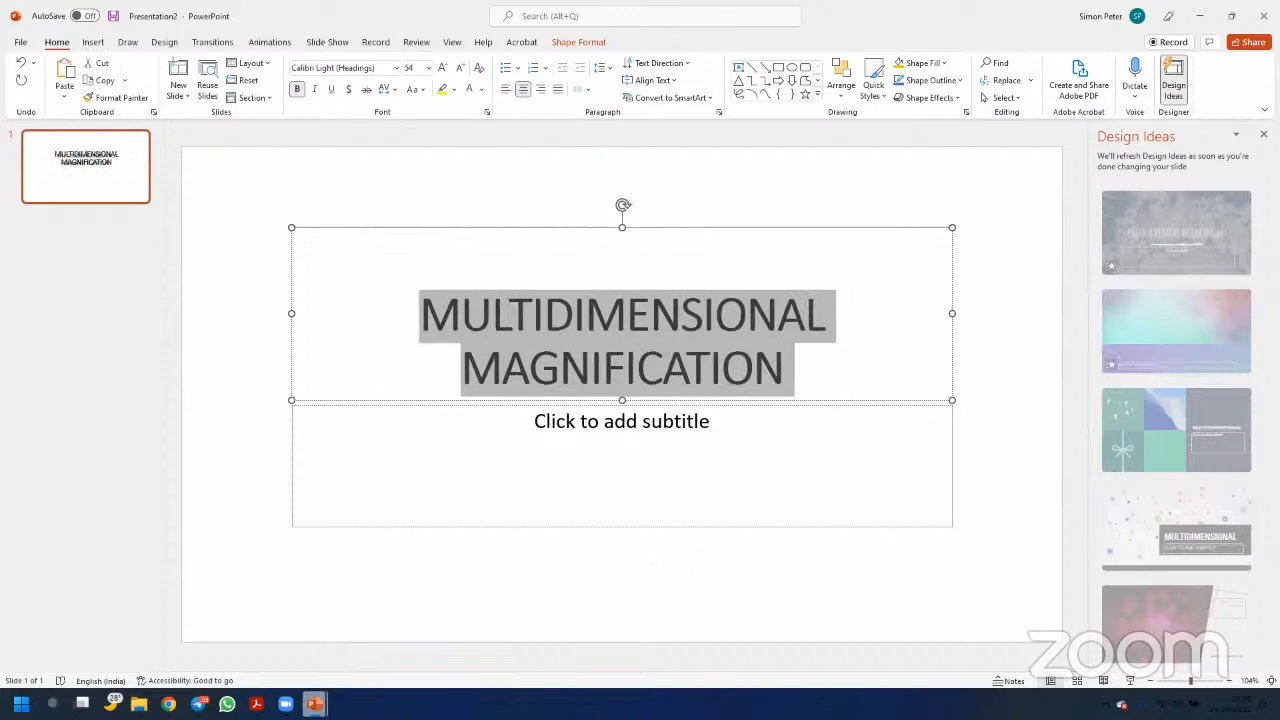 AutoSave Off Presentation2 - PowerPoint Search (Alt+Q) Simon Peter SP
File Home Insert Draw Design Transitions Animations Slide Show Record Review View Help Acrobat Shape Format Record Share
Cut Layout Calibri Light (Headings) 54 Text Direction Shape Fill Find
Copy Reset Align Text Shape Outline Replace
Paste Format Painter New Slides Reuse Slides Section B I U S ab AV Aa A Convert to SmartArt Arrange Quick Styles Shape Effects Select Create and Share Adobe PDF Dictate Design Ideas
Undo Clipboard Slides Font Paragraph Drawing Editing Adobe Acrobat Voice Designer
1
MULTIDIMENSIONAL
MAGNIFICATION
Design Ideas
We'll refresh Design Ideas as soon as you're
done changing your slide
MULTIDIMENSIONAL
MAGNIFICATION
Click to add subtitle
MULTIDIMENSIONAL
MULTIDIMENSIONAL
zoom
Slide 1 of 1 English (India) Accessibility: Good to go Notes 104%
28°